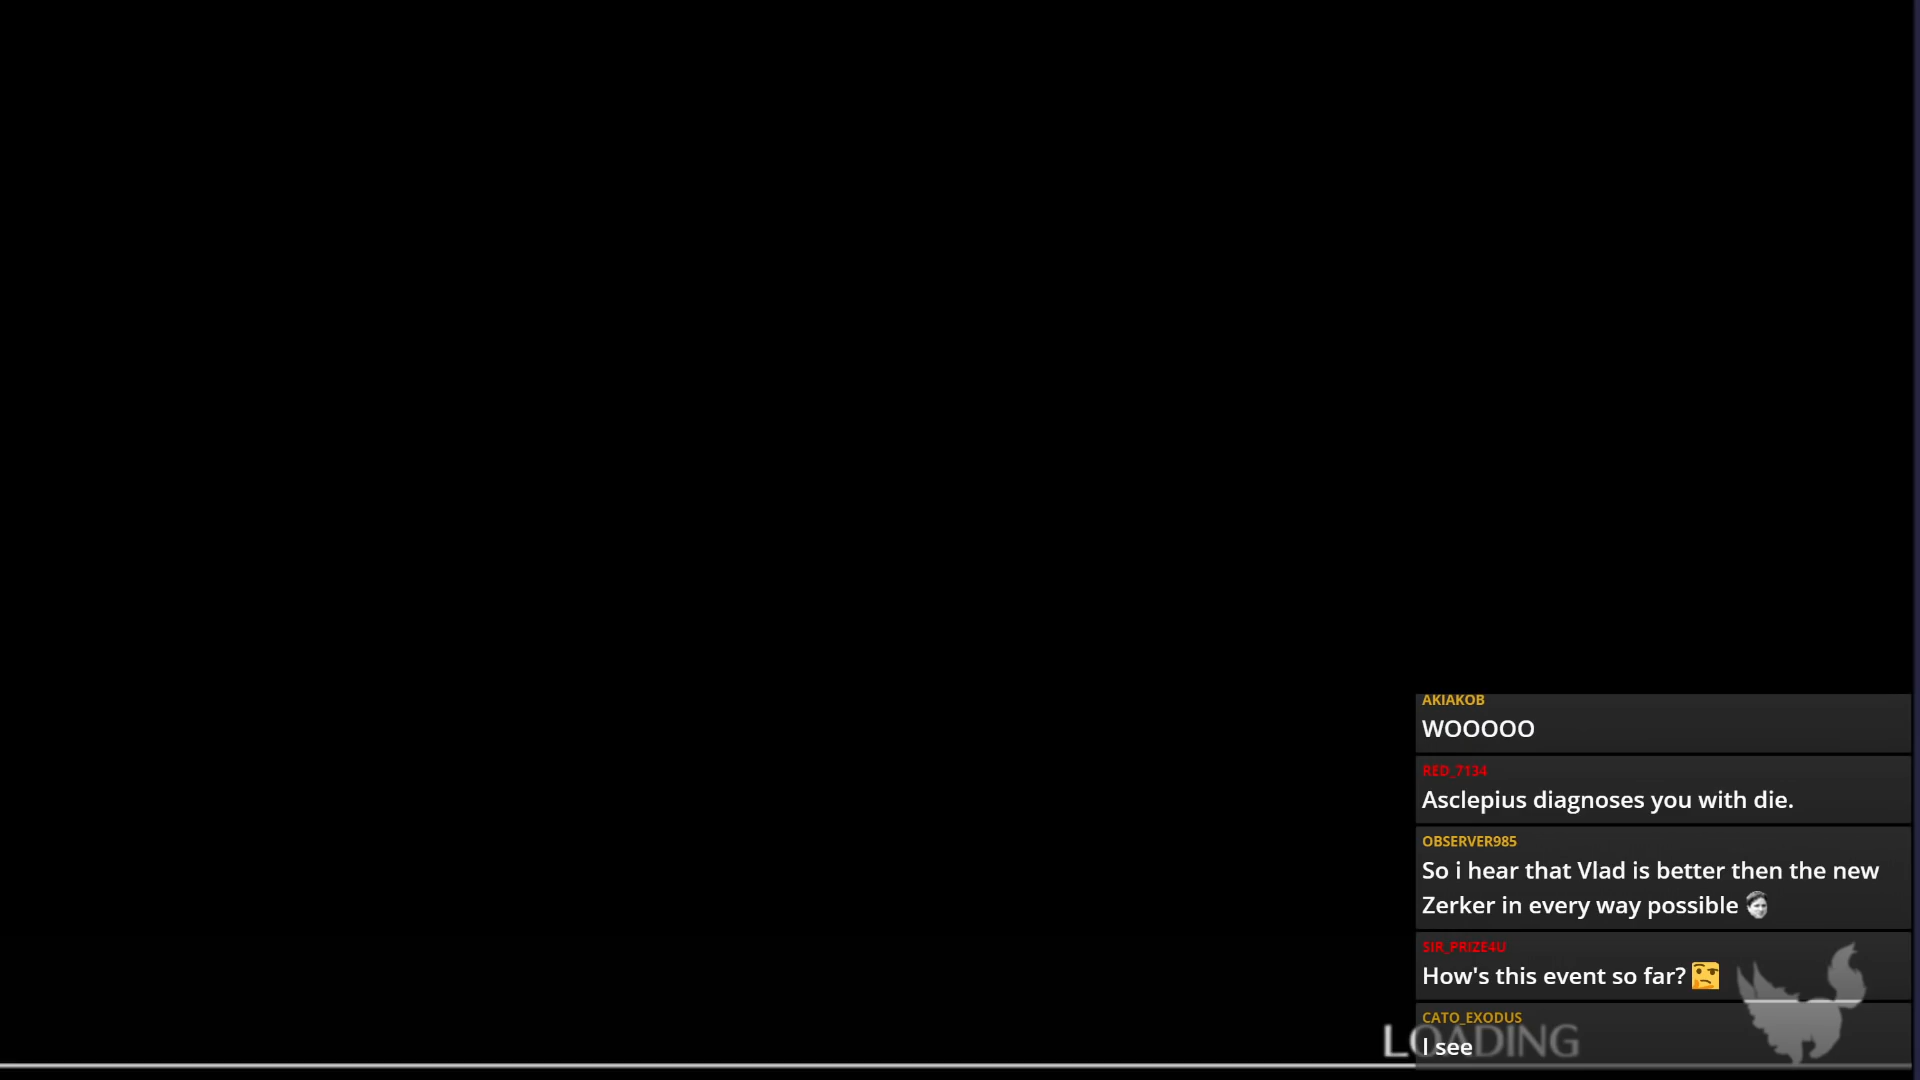 AKIAKOB
WOOOOO
RED_7134
Asclepius diagnoses you with die.
OBSERVER985
So i hear that Vlad is better then the new
Zerker in every way possible
SIR_PRIZE4U
How's this event so far?
CATO_EXODUS
I see
LOADING